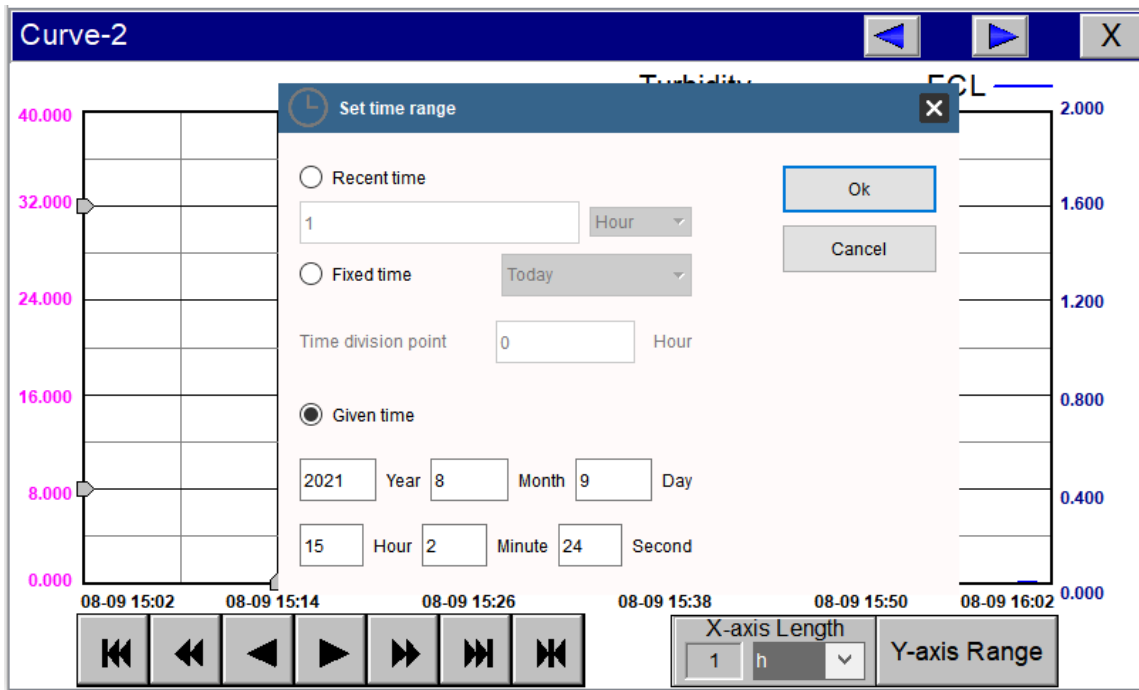 Curve-2
X
Turbidity
FCL
Set time range
40.000
2.000
Recent time
Ok
32.000
1.600
1
Hour
Cancel
Fixed time
Today
24.000
1.200
Time division point
0
Hour
16.000
0.800
Given time
2021
Year
8
Month
9
Day
8.000
0.400
15
Hour
2
Minute
24
Second
0.000
0.000
08-09 15:02
08-09 15:14
08-09 15:26
08-09 15:38
08-09 15:50
08-09 16:02
X-axis Length
1
h
Y-axis Range